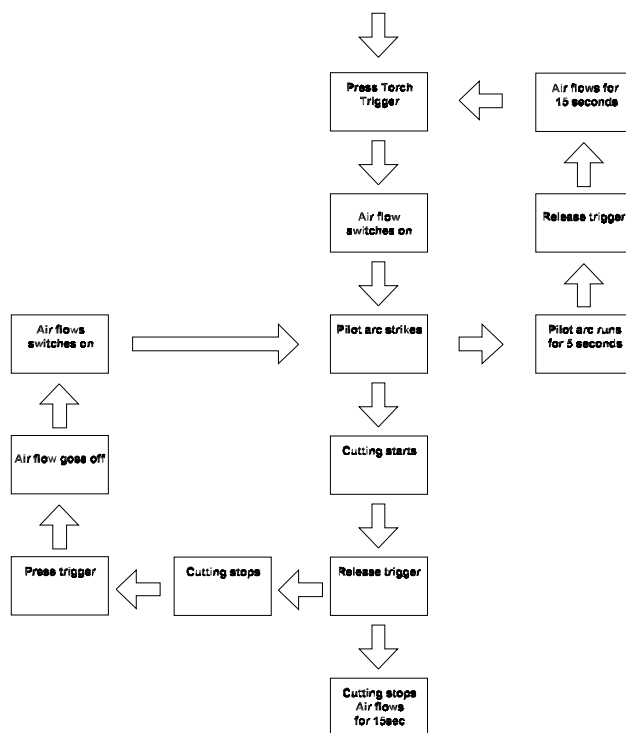 Press Torch
Trigger
Air flows for
15 seconds
Air flow
switches on
Release trigger
Air flows
switches on
Pilot arc strikes
Pilot arc runs
for 5 seconds
Air flow goes off
Cutting starts
Press trigger
Cutting stops
Release trigger
Cutting stops
Air flows
for 15sec